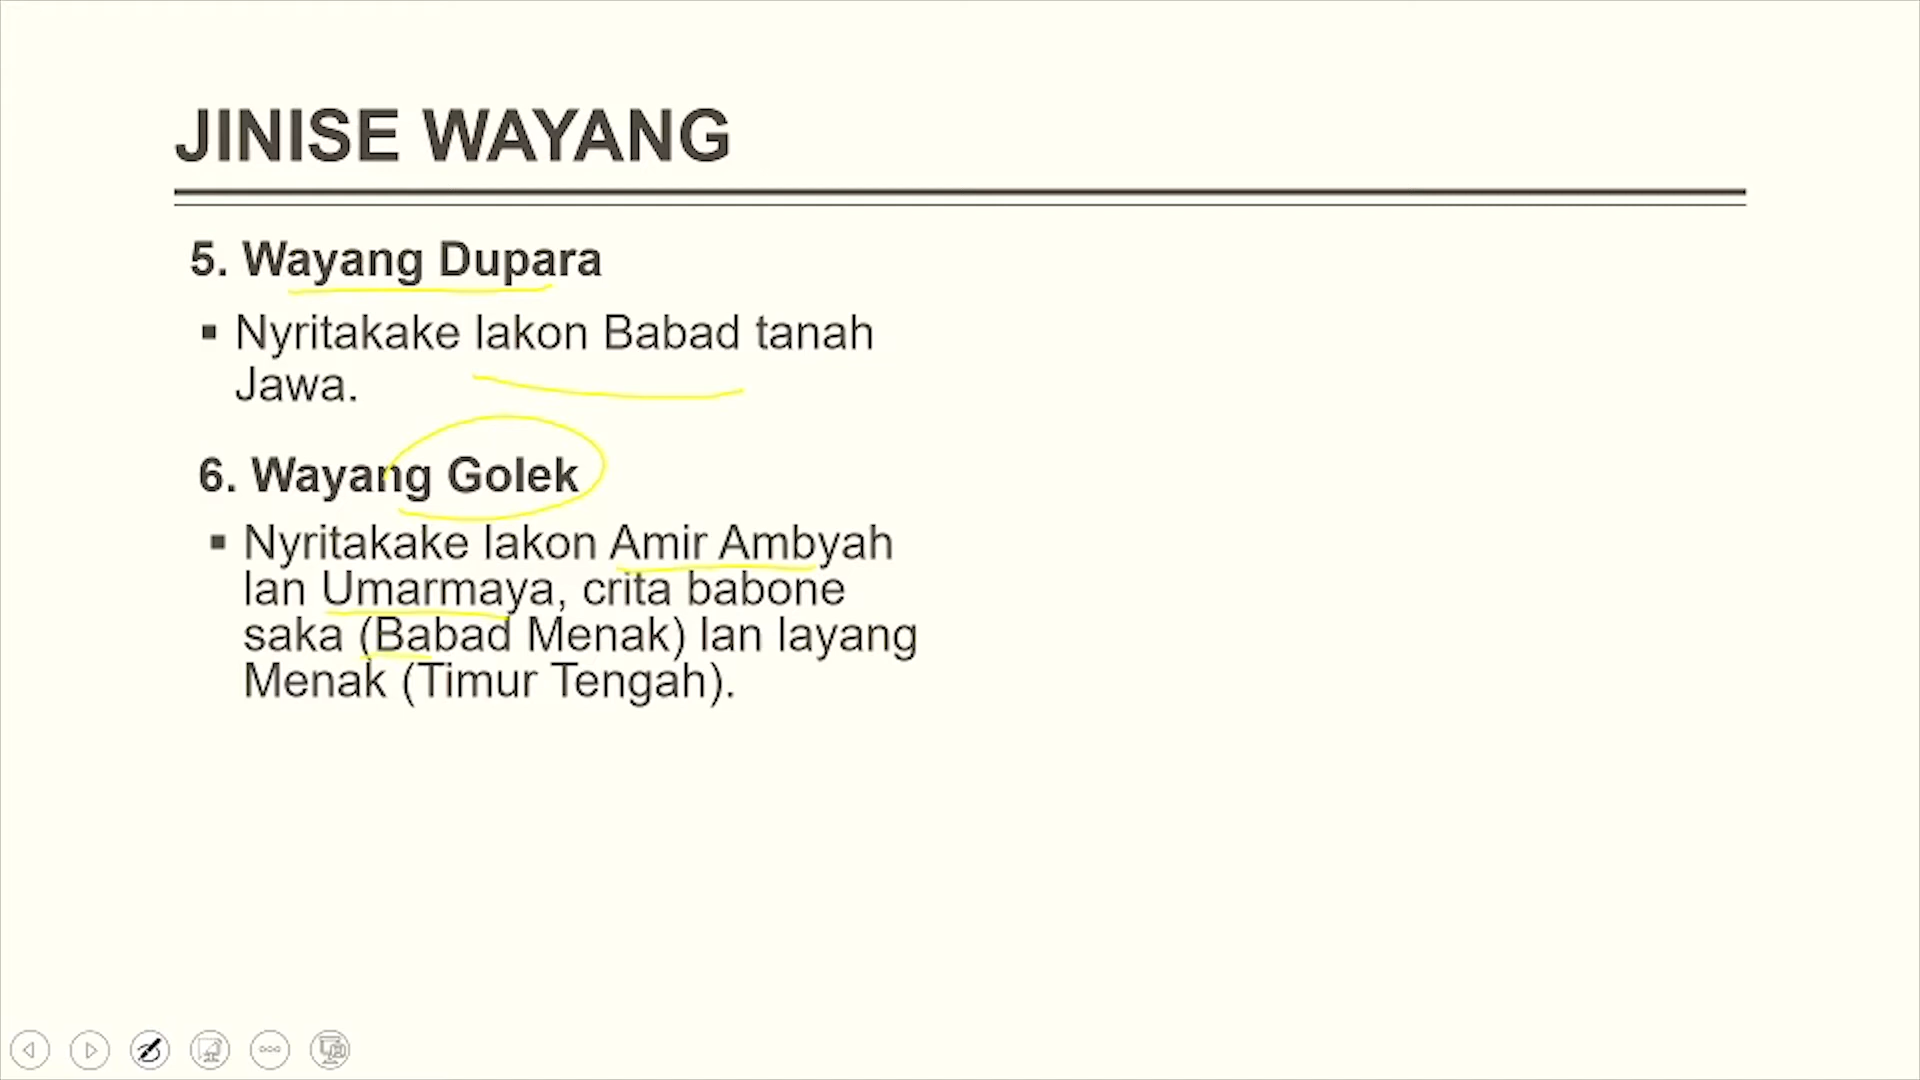 JINISE WAYANG
5. Wayang Dupara
▪ Nyritakake lakon Babad tanah
Jawa.
6. Wayang Golek
▪ Nyritakake lakon Amir Ambyah
lan Umarmaya, crita babone
saka (Babad Menak) lan layang
Menak (Timur Tengah).